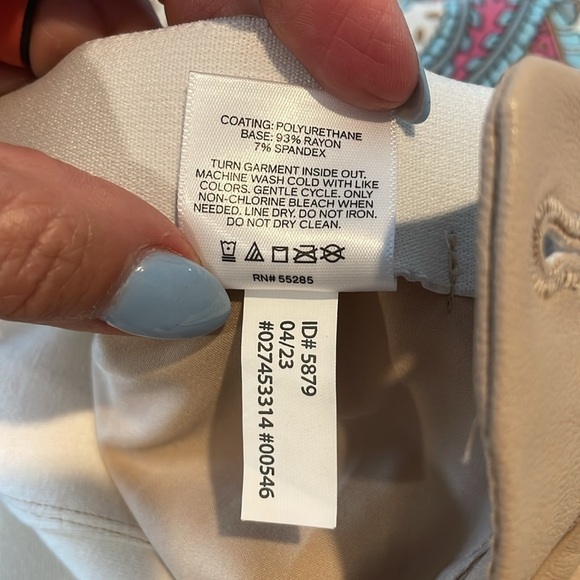 COATING: POLYURETHANE
BASE: 93% RAYON
7% SPANDEX
TURN GARMENT INSIDE OUT.
MACHINE WASH COLD WITH LIKE
COLORS. GENTLE CYCLE. ONLY
NON-CHLORINE BLEACH WHEN
NEEDED. LINE DRY. DO NOT IRON.
DO NOT DRY CLEAN.
RN# 55285
ID# 5879
04/23
#027453314 #00546